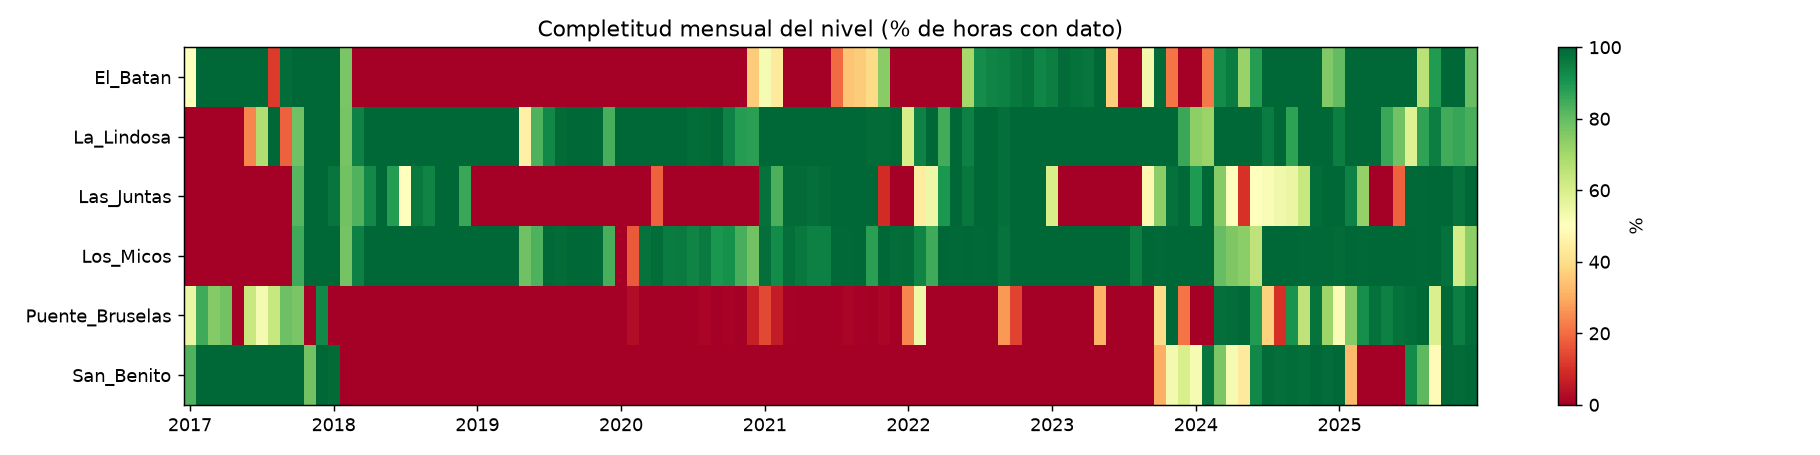 Completitud mensual del nivel (% de horas con dato)
El_Batan
La_Lindosa
Las_Juntas
Los_Micos
Puente_Bruselas
San_Benito
2017 2018 2019 2020 2021 2022 2023 2024 2025
100
80
60
40
20
0
%